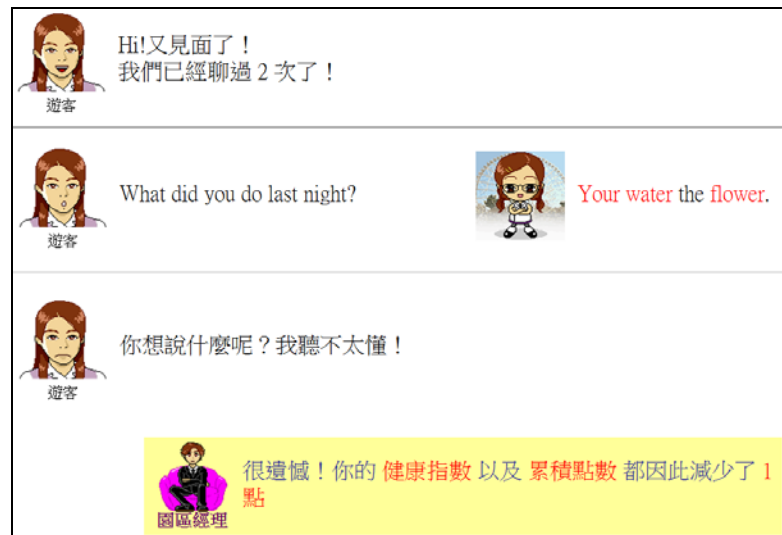 Hi!又見面了！
我們已經聊過 2 次了！
遊客
What did you do last night?
Your water the flower.
遊客
你想說什麼呢？我聽不太懂！
遊客
很遺憾！你的 健康指數 以及 累積點數 都因此減少了 1
點
園區經理